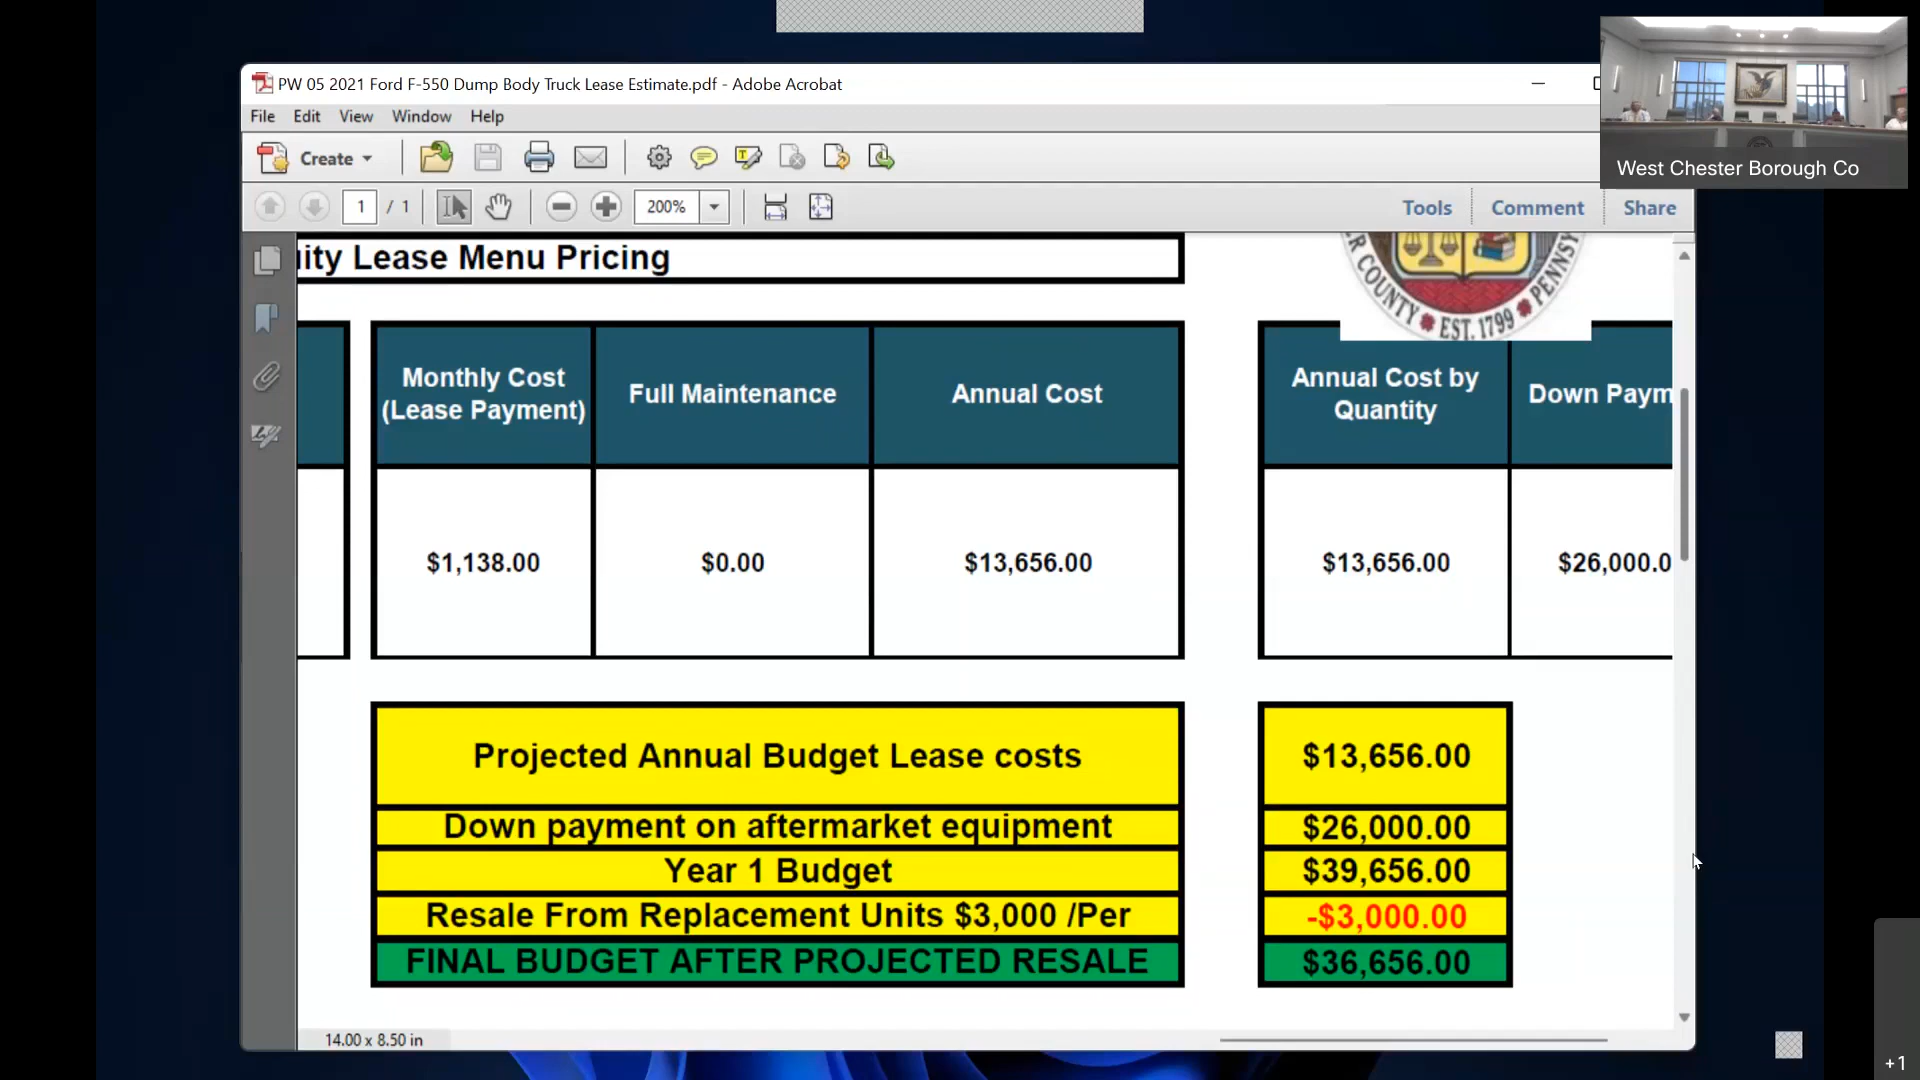 PW 05 2021 Ford F-550 Dump Body Truck Lease Estimate.pdf - Adobe Acrobat
File Edit View Window Help
West Chester Borough Co
Create
1 / 1
200%
Tools Comment Share
ity Lease Menu Pricing
ER COUNTY EST. 1799 PENNSY
Monthly Cost
(Lease Payment)
Full Maintenance
Annual Cost
Annual Cost by
Quantity
Down Paym
$1,138.00
$0.00
$13,656.00
$13,656.00
$26,000.0
Projected Annual Budget Lease costs $13,656.00
Down payment on aftermarket equipment $26,000.00
Year 1 Budget $39,656.00
Resale From Replacement Units $3,000 /Per -$3,000.00
FINAL BUDGET AFTER PROJECTED RESALE $36,656.00
14.00 x 8.50 in
+1